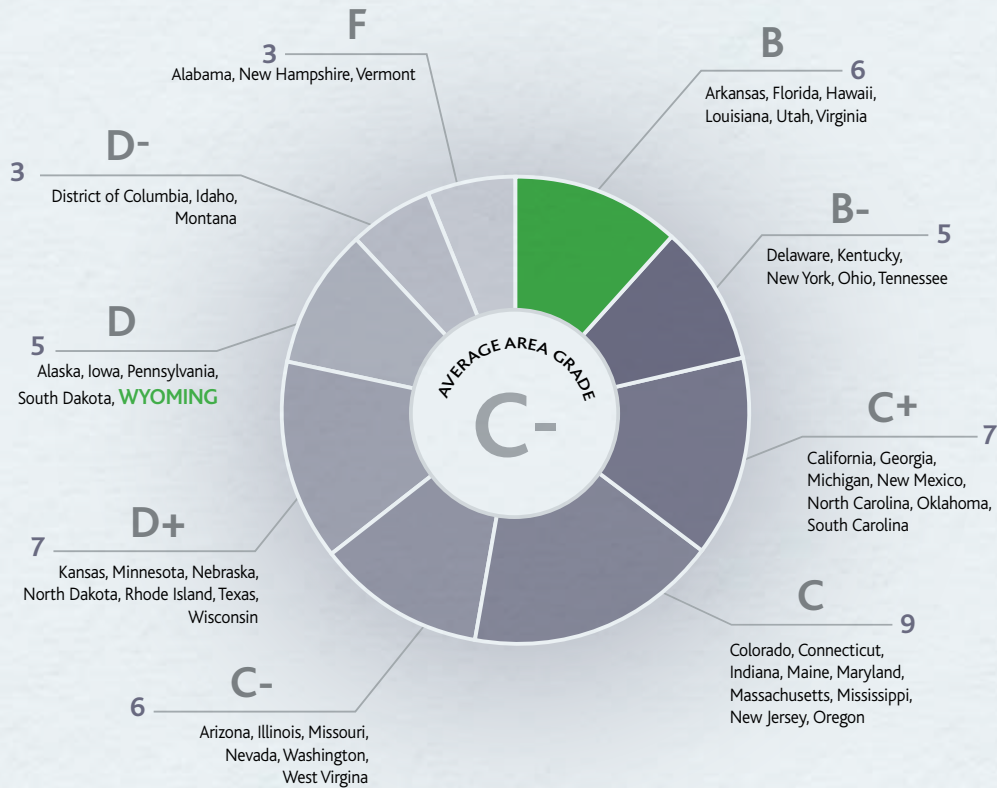 F
3
Alabama, New Hampshire, Vermont
B
6
Arkansas, Florida, Hawaii,
Louisiana, Utah, Virginia
D-
3
District of Columbia, Idaho,
Montana
B-
5
Delaware, Kentucky,
New York, Ohio, Tennessee
D
5
Alaska, Iowa, Pennsylvania,
South Dakota, WYOMING
AVERAGE AREA GRADE
C-
C+
7
California, Georgia,
Michigan, New Mexico,
North Carolina, Oklahoma,
South Carolina
D+
7
Kansas, Minnesota, Nebraska,
North Dakota, Rhode Island, Texas,
Wisconsin
C
9
Colorado, Connecticut,
Indiana, Maine, Maryland,
Massachusetts, Mississippi,
New Jersey, Oregon
C-
6
Arizona, Illinois, Missouri,
Nevada, Washington,
West Virgina